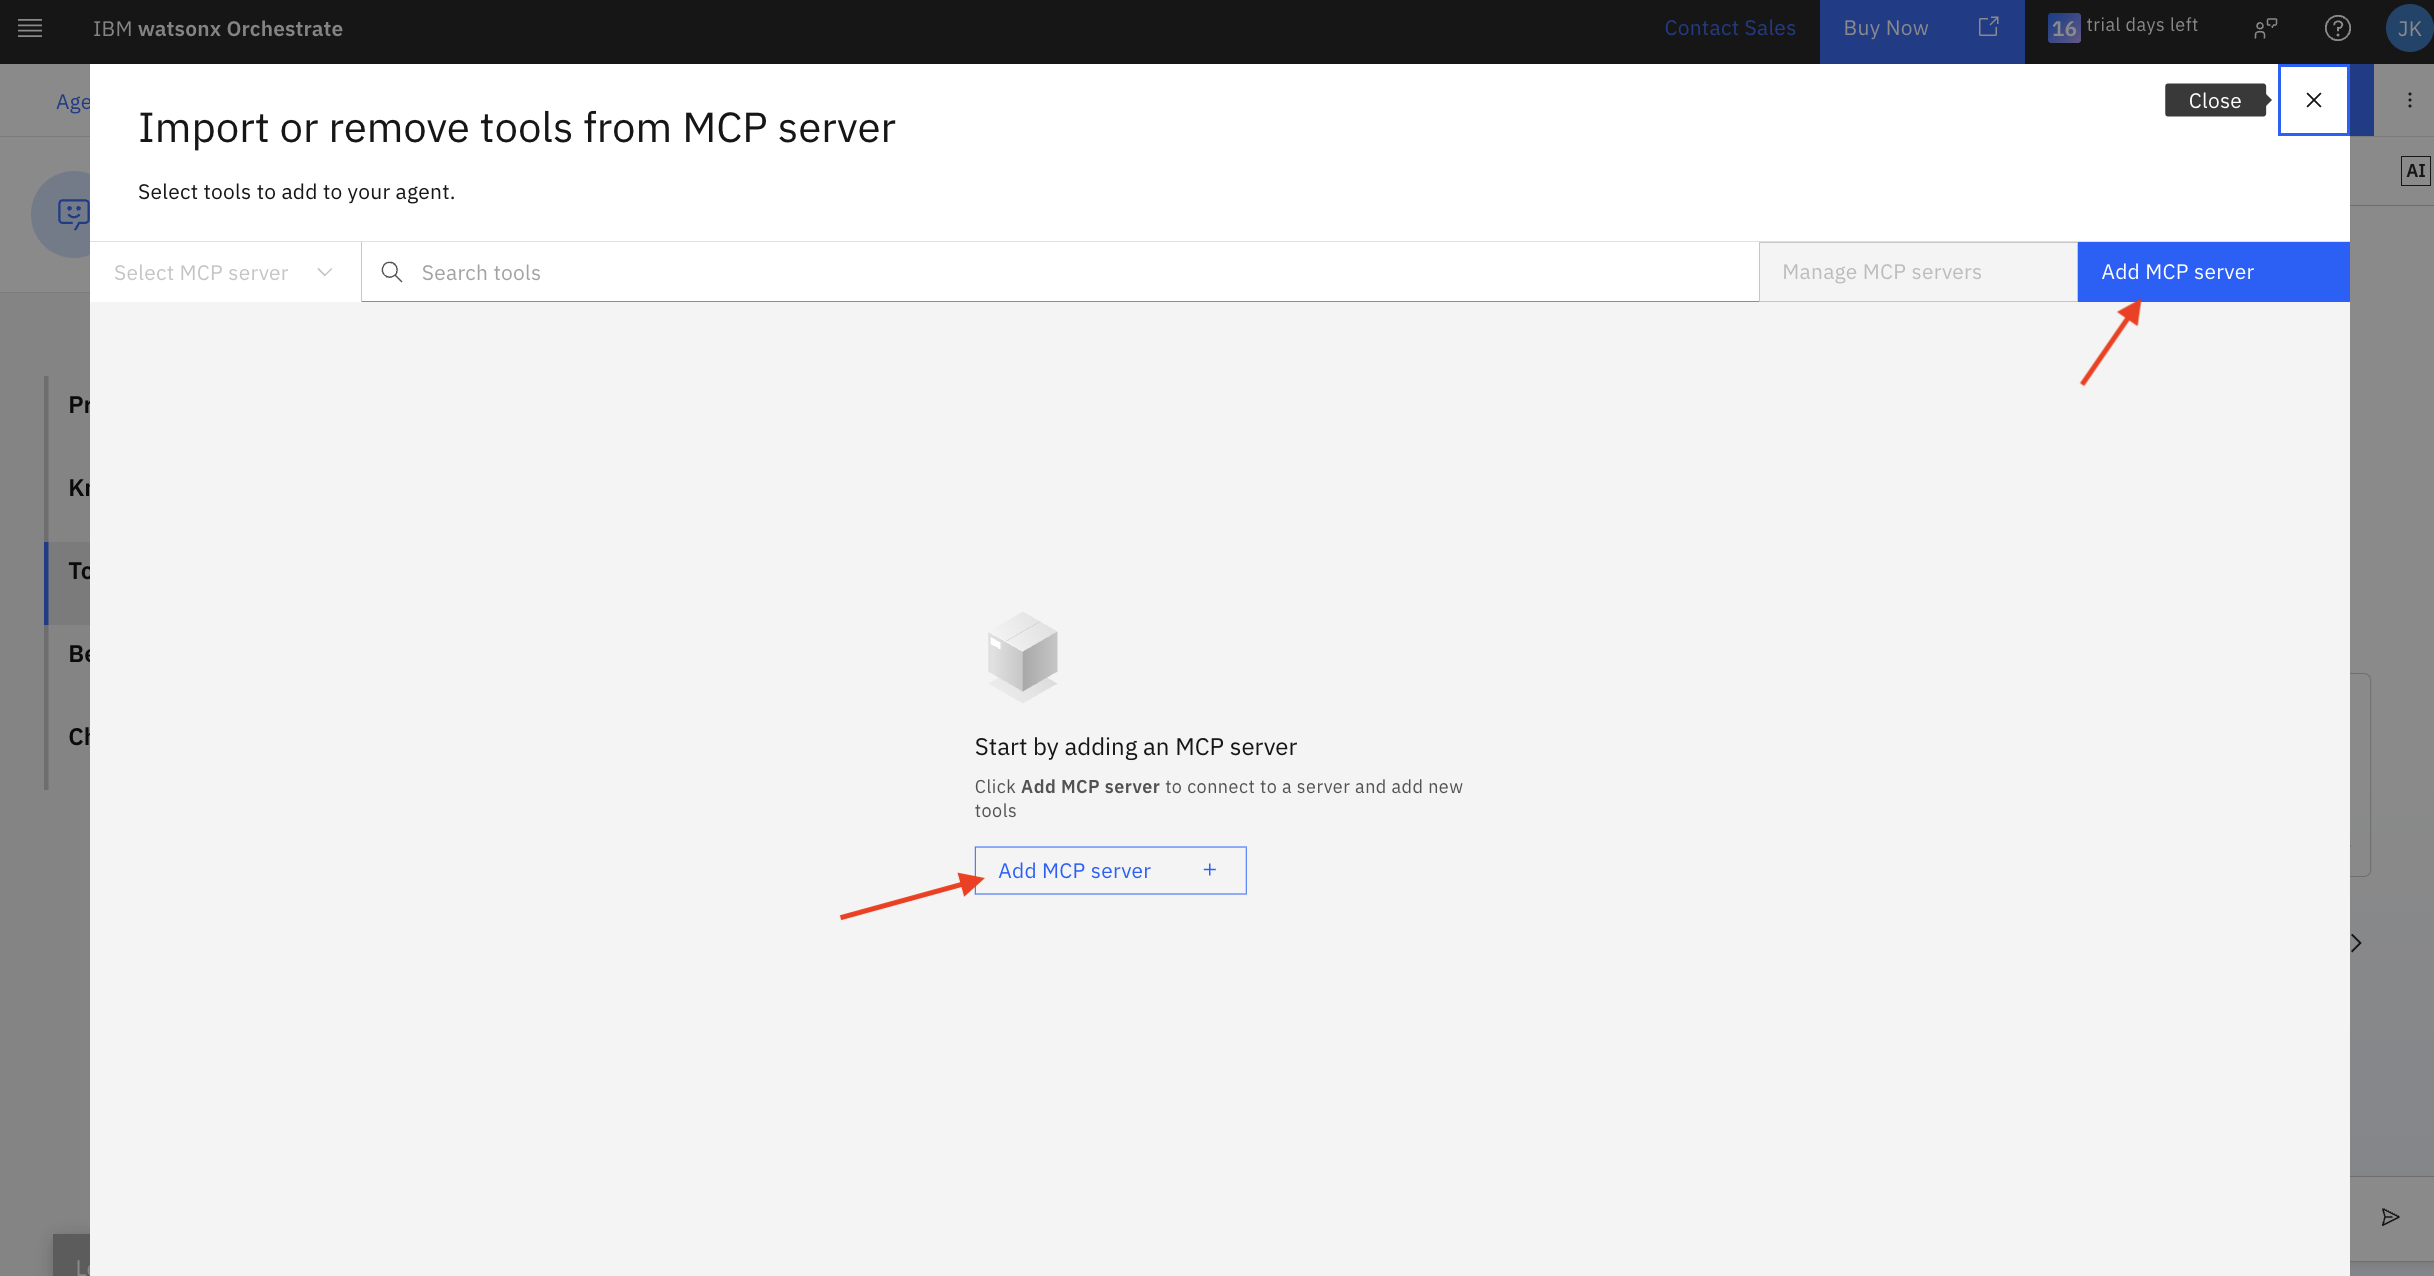 IBM watsonx Orchestrate
Contact Sales
Buy Now
16 trial days left
JK
Age
Import or remove tools from MCP server
Close
Select tools to add to your agent.
AI
Select MCP server
Search tools
Manage MCP servers
Add MCP server
Pr
Kn
To
Be
Ch
Start by adding an MCP server
Click Add MCP server to connect to a server and add new
tools
Add MCP server +